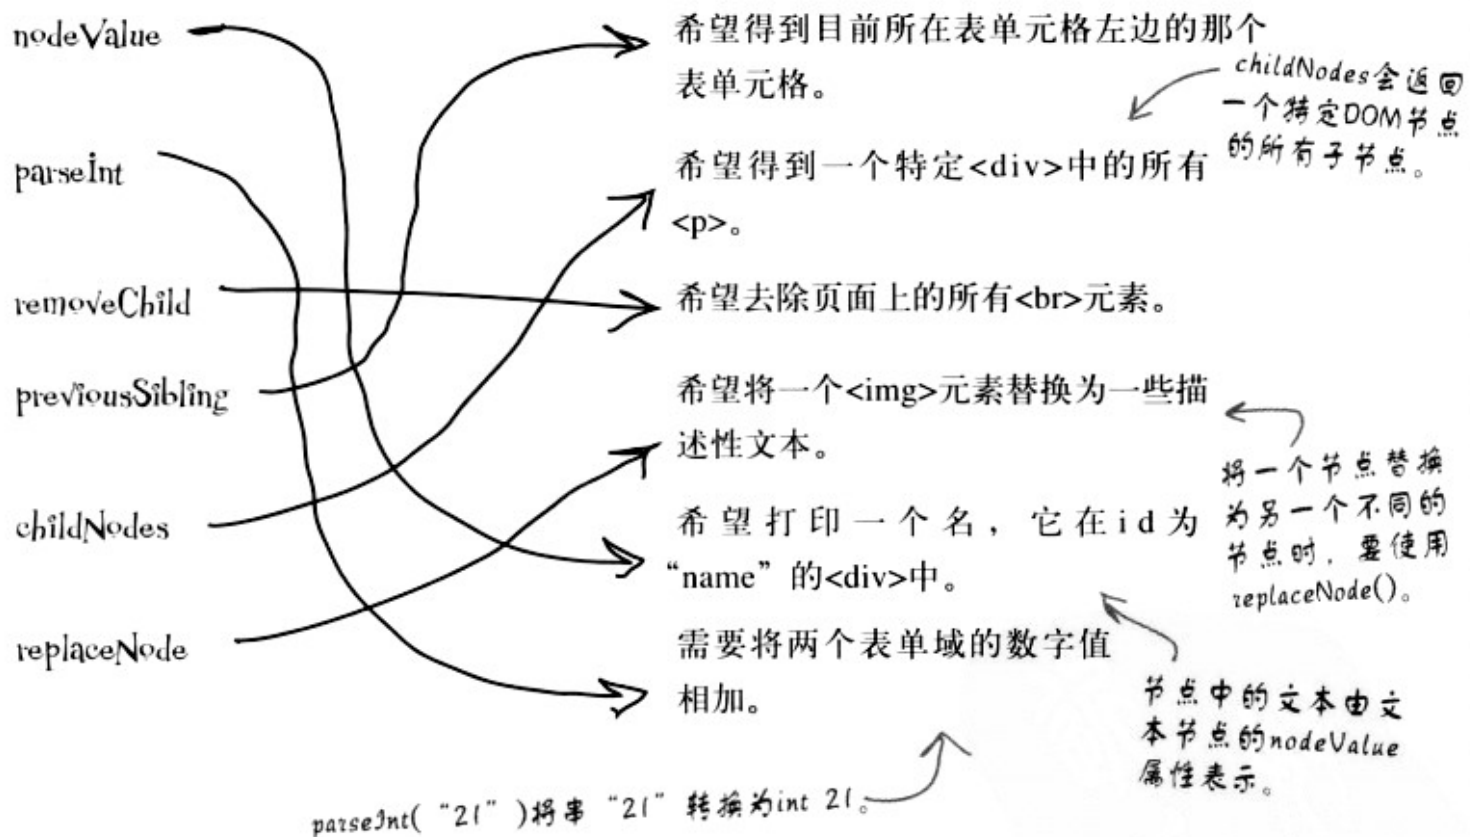 nodeValue
parseInt
removeChild
previousSibling
childNodes
replaceNode
希望得到目前所在表单元格左边的那个
表单元格。
childNodes会返回
一个特定DOM节点
的所有子节点。
希望得到一个特定<div>中的所有
<p>。
希望去除页面上的所有<br>元素。
希望将一个<img>元素替换为一些描
述性文本。
将一个节点替换
为另一个不同的
节点时，要使用
replaceNode()。
希望打印一个名，它在id为
“name”的<div>中。
节点中的文本由文
本节点的nodeValue
属性表示。
需要将两个表单域的数字值
相加。
parseInt(“21”)将串“21”转换为int 21。